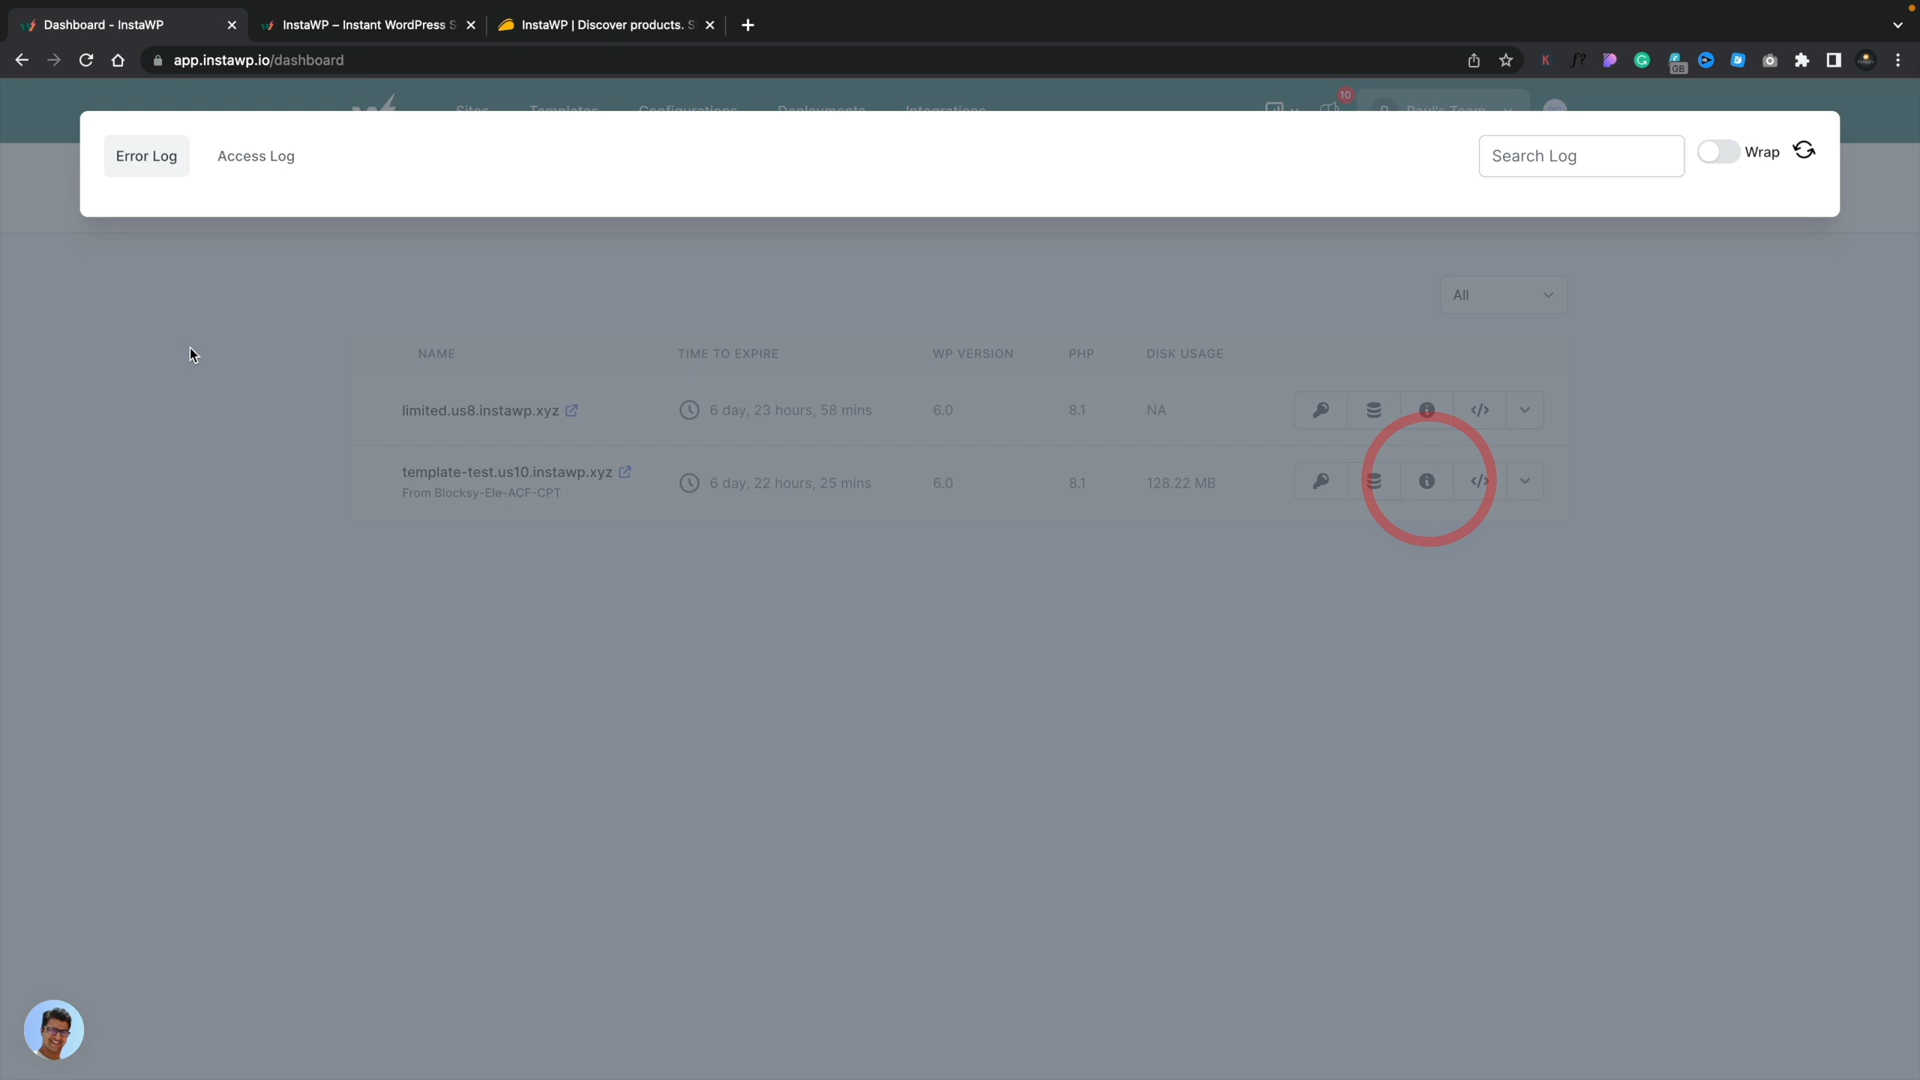 Dashboard - InstaWP
InstaWP – Instant WordPress S
InstaWP | Discover products. S
app.instawp.io/dashboard
GB
Sites
Templates
Configurations
Deployments
Integrations
10
Paul's Team
Error Log
Access Log
Search Log
Wrap
All
NAME
TIME TO EXPIRE
WP VERSION
PHP
DISK USAGE
limited.us8.instawp.xyz
6 day, 23 hours, 58 mins
6.0
8.1
NA
template-test.us10.instawp.xyz
From Blocksy-Ele-ACF-CPT
6 day, 22 hours, 25 mins
6.0
8.1
128.22 MB